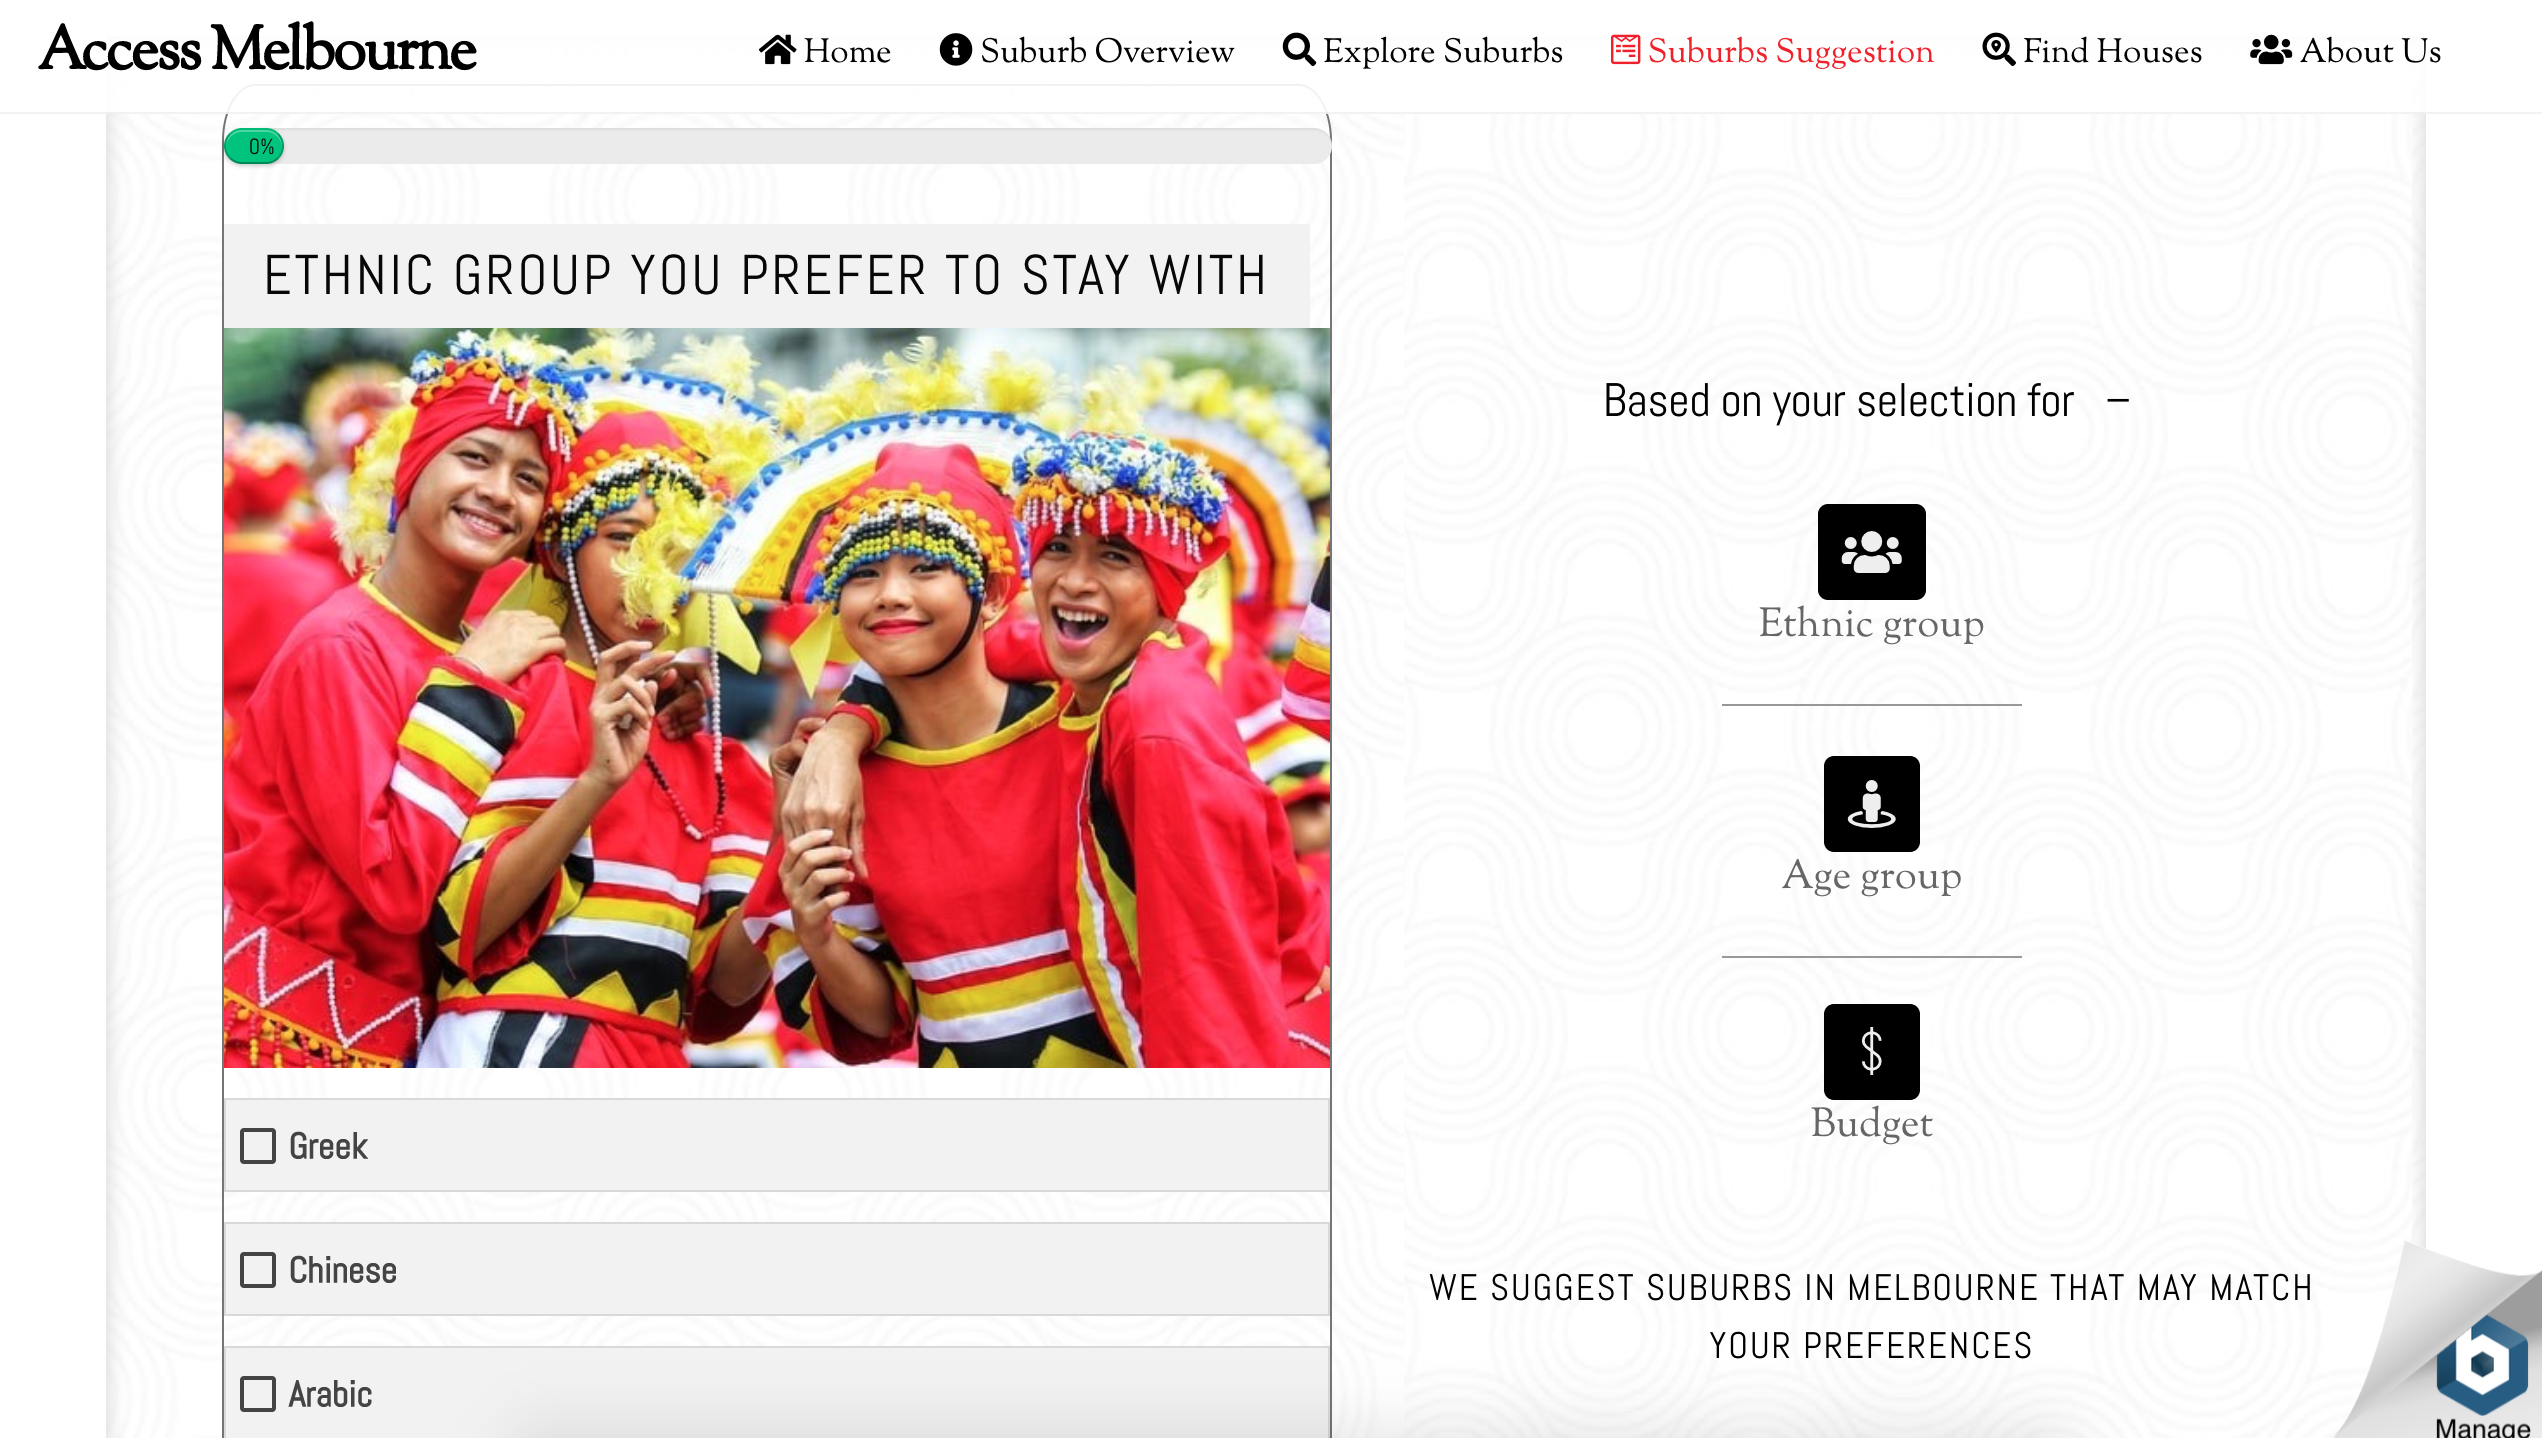 Access Melbourne
Home
Suburb Overview
Explore Suburbs
Suburbs Suggestion
Find Houses
About Us
0%
ETHNIC GROUP YOU PREFER TO STAY WITH
Greek
Chinese
Arabic
Based on your selection for –
Ethnic group
Age group
$
Budget
WE SUGGEST SUBURBS IN MELBOURNE THAT MAY MATCH
YOUR PREFERENCES
b
Manage